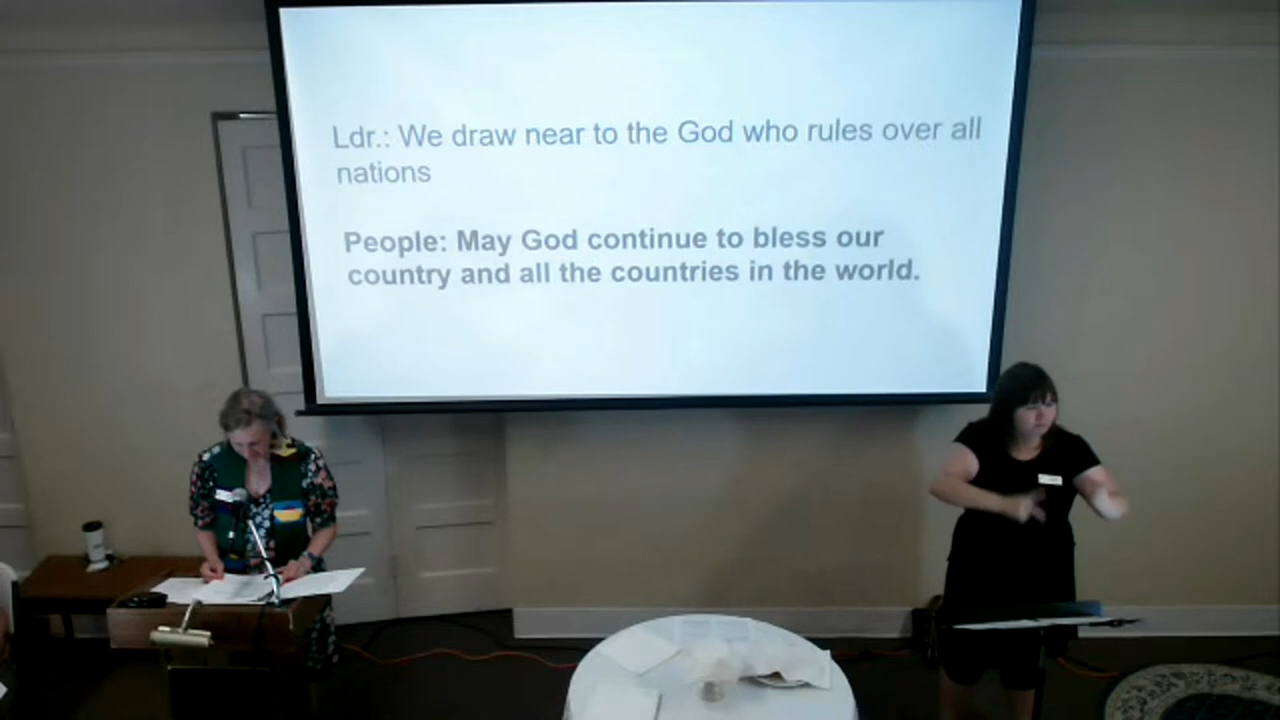 Ldr.: We draw near to the God who rules over all
nations
People: May God continue to bless our
country and all the countries in the world.